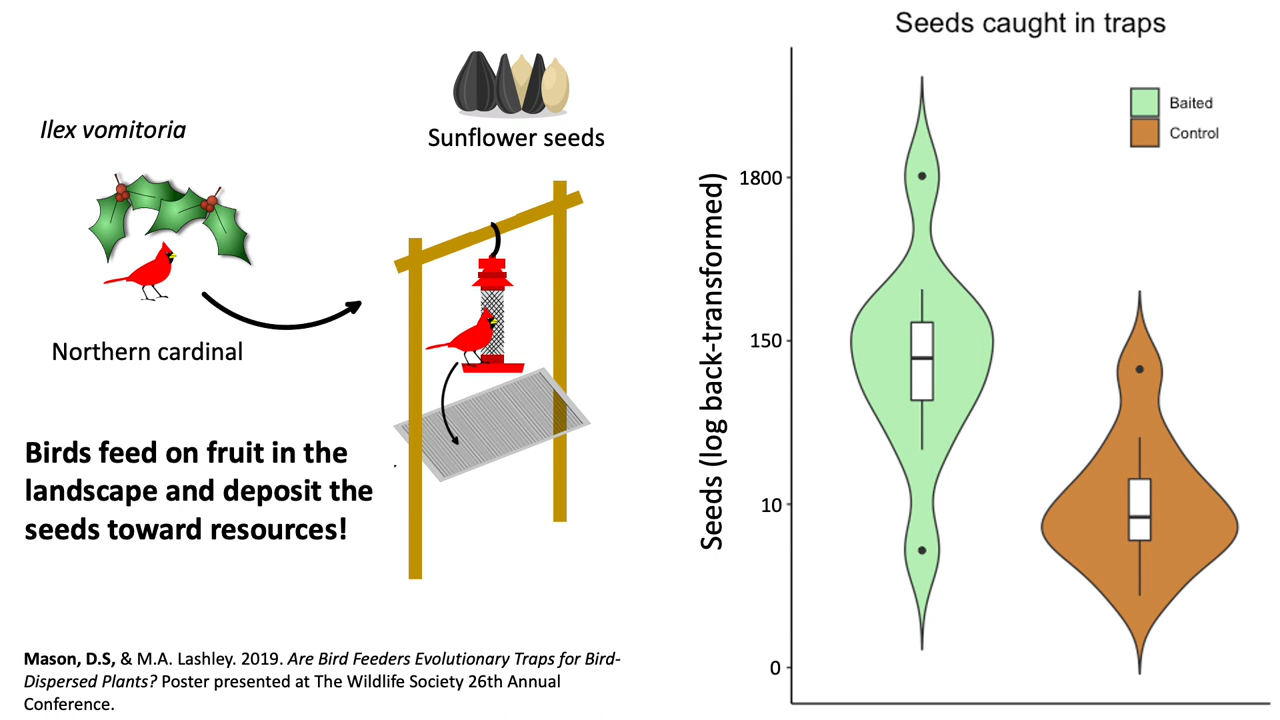 Ilex vomitoria
Sunflower seeds
Northern cardinal
Birds feed on fruit in the
landscape and deposit the
seeds toward resources!
Mason, D.S, & M.A. Lashley. 2019. Are Bird Feeders Evolutionary Traps for Bird-
Dispersed Plants? Poster presented at The Wildlife Society 26th Annual
Conference.
Seeds caught in traps
Baited
Control
Seeds (log back-transformed)
1800
150
10
0